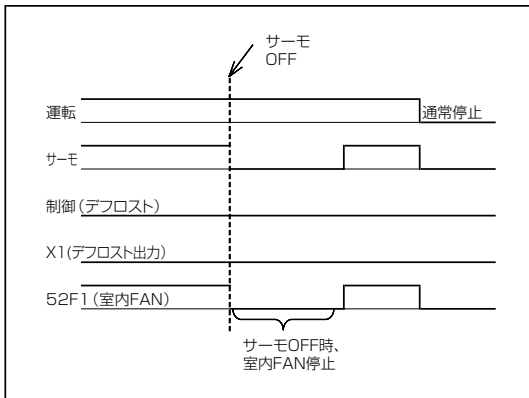 サーモ
OFF
運転
通常停止
サーモ
制御(デフロスト)
X1(デフロスト出力)
52F1(室内FAN)
サーモOFF時、
室内FAN停止